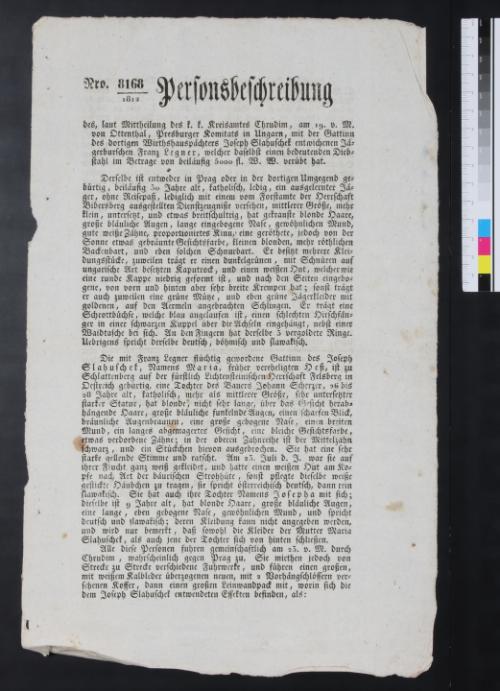 Nro. 8168 Personsbeschreibung
1812
des, laut Mittheilung des k. k. Kreisamtes Chrudim, am 19. v. M.
von Ottenthal, Presburger Komitats in Ungarn, mit der Gattinn
des dortigen Wirthshauspächters Joseph Slahuschek entwichenen Jä-
gerburschen Franz Legner, welcher daselbst einen bedeutenden Dieb-
stahl im Betrage von beiläufig 5000 fl. W. W. verübt hat.
Derselbe ist entweder in Prag oder in der dortigen Umgegend ge-
bürtig, beiläufig 30 Jahre alt, katholisch, ledig, ein ausgelernter Jä-
ger, ohne Reisepaß, lediglich mit einem vom Forstamte der Herrschaft
Bibersberg ausgestellten Dienstzeugnisse versehen, mittlerer Größe, mehr
klein, untersetzt, und etwas breitschultrig, hat gekrauste blonde Haare,
große bläuliche Augen, lange eingebogene Nase, gewöhnlichen Mund,
gute weiße Zähne, proportionirtes Kinn, eine geröthete, jedoch von der
Sonne etwas gebräunte Gesichtsfarbe, kleinen blonden, mehr röthlichen
Backenbart, und eben solchen Schnurbart. Er besitzt mehrere Klei-
dungsstücke, zuweilen trägt er einen dunkelgrünen, mit Schnüren auf
ungarische Art besetzten Kaputrock, und einen weißen Hut, welcher wie
eine runde Kappe niedrig geformt ist, und nach den Seiten eingebo-
gene, von vorn und hinten aber sehr breite Krempen hat; sonst trägt
er auch zuweilen eine grüne Mütze, und eben grüne Jägerkleider mit
goldenen, auf den Aermeln angebrachten Schlingen. Er trägt eine
Schrottbüchse, welche blau angelaufen ist, einen schlechten Hirschfän-
ger in einer schwarzen Kuppel über die Achseln eingehängt, nebst einer
Waidtasche bei sich. An den Fingern hat derselbe 3 vergoldete Ringe.
Uebrigens spricht derselbe deutsch, böhmisch und slawakisch.
Die mit Franz Legner flüchtig gewordene Gattinn des Joseph
Slahuschek, Namens Maria, früher verehligten Heß, ist zu
Schlattenberg auf der fürstlich Lichtensteinischen Herrschaft Felsberg in
Oestreich gebürtig, eine Tochter des Bauers Johann Scherzer, 26 bis
28 Jahre alt, katholisch, mehr als mittlerer Größe, sehr untersetzter
starker Statur, hat blonde, nicht sehr lange, über das Gesicht herab-
hängende Haare, große bläuliche funkelnde Augen, einen scharfen Blick,
bräunliche Augenbraunen, eine große gebogene Nase, einen breiten
Mund, ein langes abgemagertes Gesicht, eine bleiche Gesichtsfarbe,
etwas verdorbene Zähne; in der oberen Zahnreihe ist der Mittelzahn
schwarz, und ein Stückchen hievon ausgebrochen. Sie hat eine sehr
starke gellende Stimme und ratscht. Am 23. Juli d. J. war sie auf
ihrer Flucht ganz weiß gekleidet, und hatte einen weißen Hut am Ko-
pfe nach Art der bäurischen Strohhüte, sonst pflegte dieselbe weiße
gestickte Häubchen zu tragen, sie spricht österreichisch deutsch, dann rein
slawakisch. Sie hat auch ihre Tochter Namens Josepha mit sich;
dieselbe ist 9 Jahre alt, hat blonde Haare, große bläuliche Augen,
eine lange, eben gebogene Nase, gewöhnlichen Mund, und spricht
deutsch und slawakisch; deren Kleidung kann nicht angegeben werden,
und wird nur bemerkt, daß sowohl die Kleider der Mutter Maria
Slahuschek, als auch jene der Tochter sich von hinten schließen.
Alle diese Personen fuhren gemeinschaftlich am 23. v. M. durch
Chrudim, wahrscheinlich gegen Prag zu. Sie miethen jedoch von
Strecke zu Strecke verschiedene Fuhrwerke, und führen einen großen,
mit weißem Kalbleder überzogenen neuen, mit 2 Vorhängschlössern ver-
sehenen Koffer, dann einen großen Leinwandpack mit, worin sich die
dem Joseph Slahuschek entwendeten Effekten befinden, als: